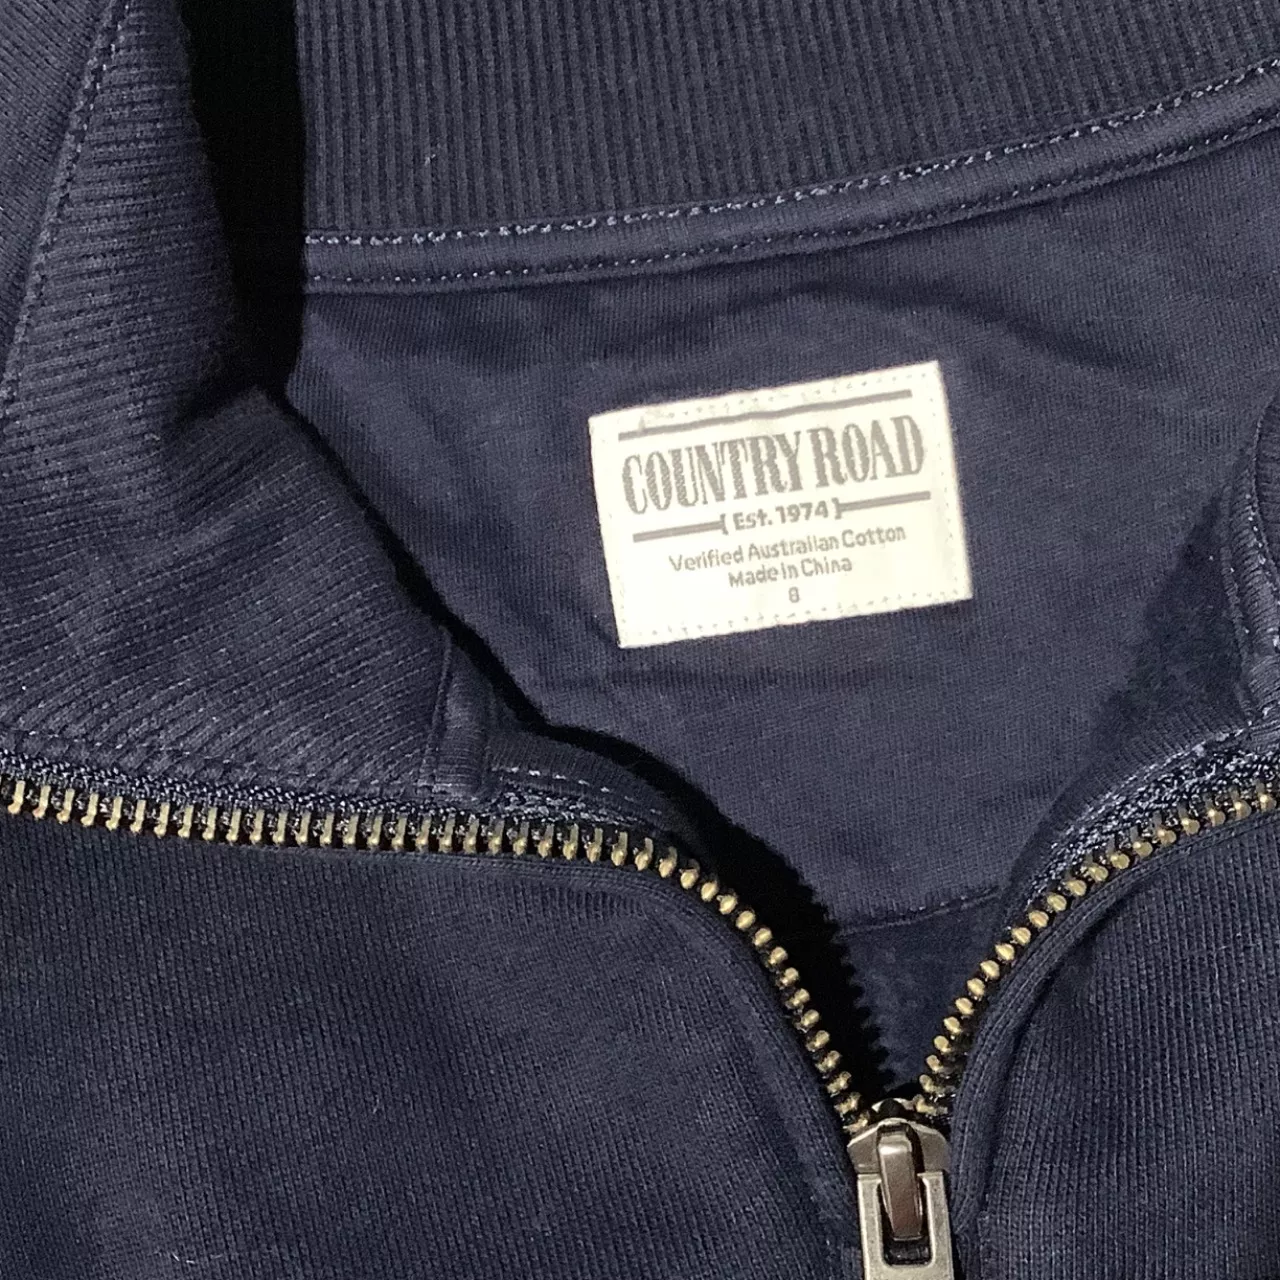 COUNTRY ROAD
{ Est. 1974 }
Verified Australian Cotton
Made in China
8